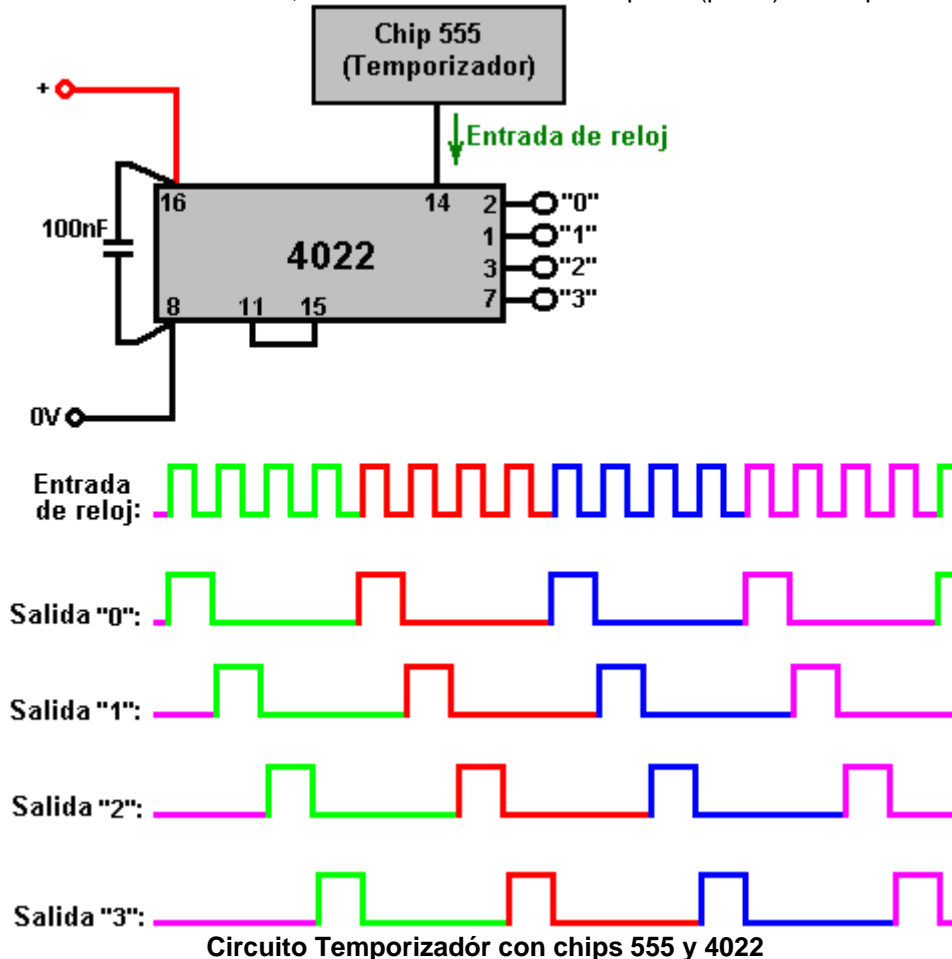 Chip 555
(Temporizador)
+
Entrada de reloj
16 14 2 "0"
100nF 1 "1"
4022 3 "2"
8 11 15 7 "3"
0V
Entrada
de reloj:
Salida "0":
Salida "1":
Salida "2":
Salida "3":
Circuito Temporizadór con chips 555 y 4022